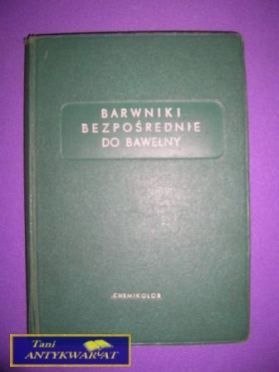 BARWNIKI
BEZPOŚREDNIE
DO BAWEŁNY
„CHEMIKOLOR
Tani
ANTYKWARIAT